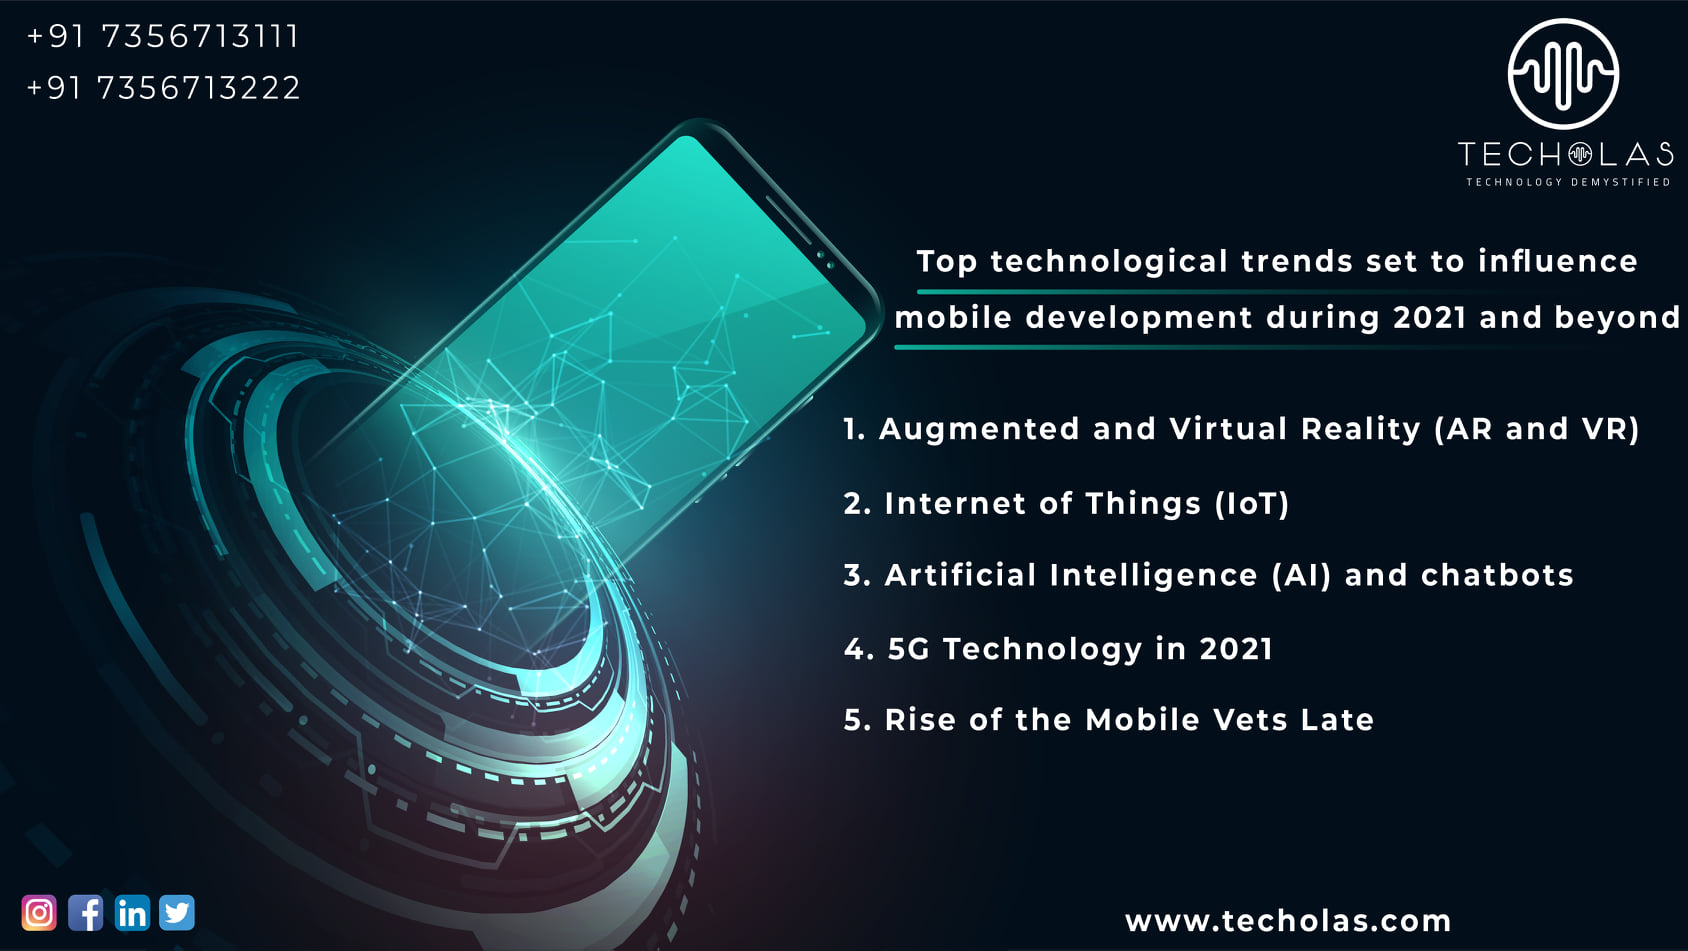 +91 7356713111
+91 7356713222
TECHOLAS
TECHNOLOGY DEMYSTIFIED
Top technological trends set to influence
mobile development during 2021 and beyond
1. Augmented and Virtual Reality (AR and VR)
2. Internet of Things (IoT)
3. Artificial Intelligence (AI) and chatbots
4. 5G Technology in 2021
5. Rise of the Mobile Vets Late
www.techolas.com